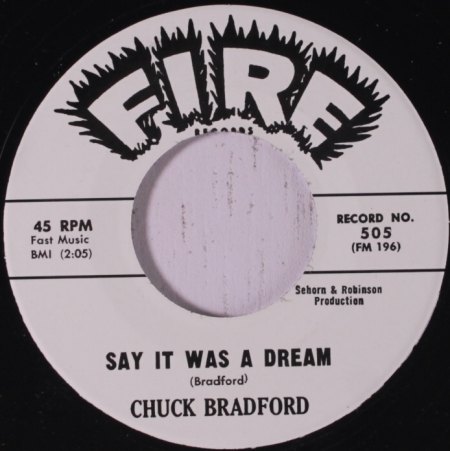 FIRE
RECORDS
45 RPM
Fast Music
BMI (2:05)
RECORD NO.
505
(FM 196)
Sehorn & Robinson
Production
SAY IT WAS A DREAM
(Bradford)
CHUCK BRADFORD